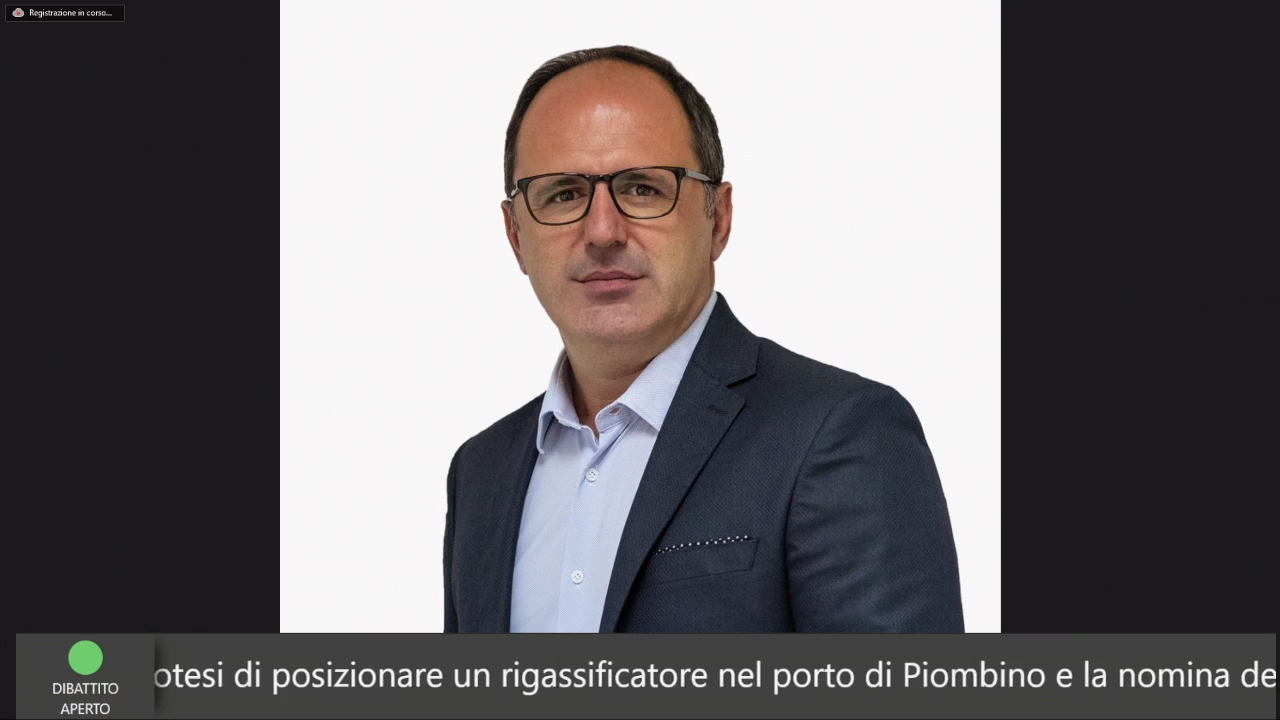 Registrazione in corso...
otesi di posizionare un rigassificatore nel porto di Piombino e la nomina de
DIBATTITO
APERTO